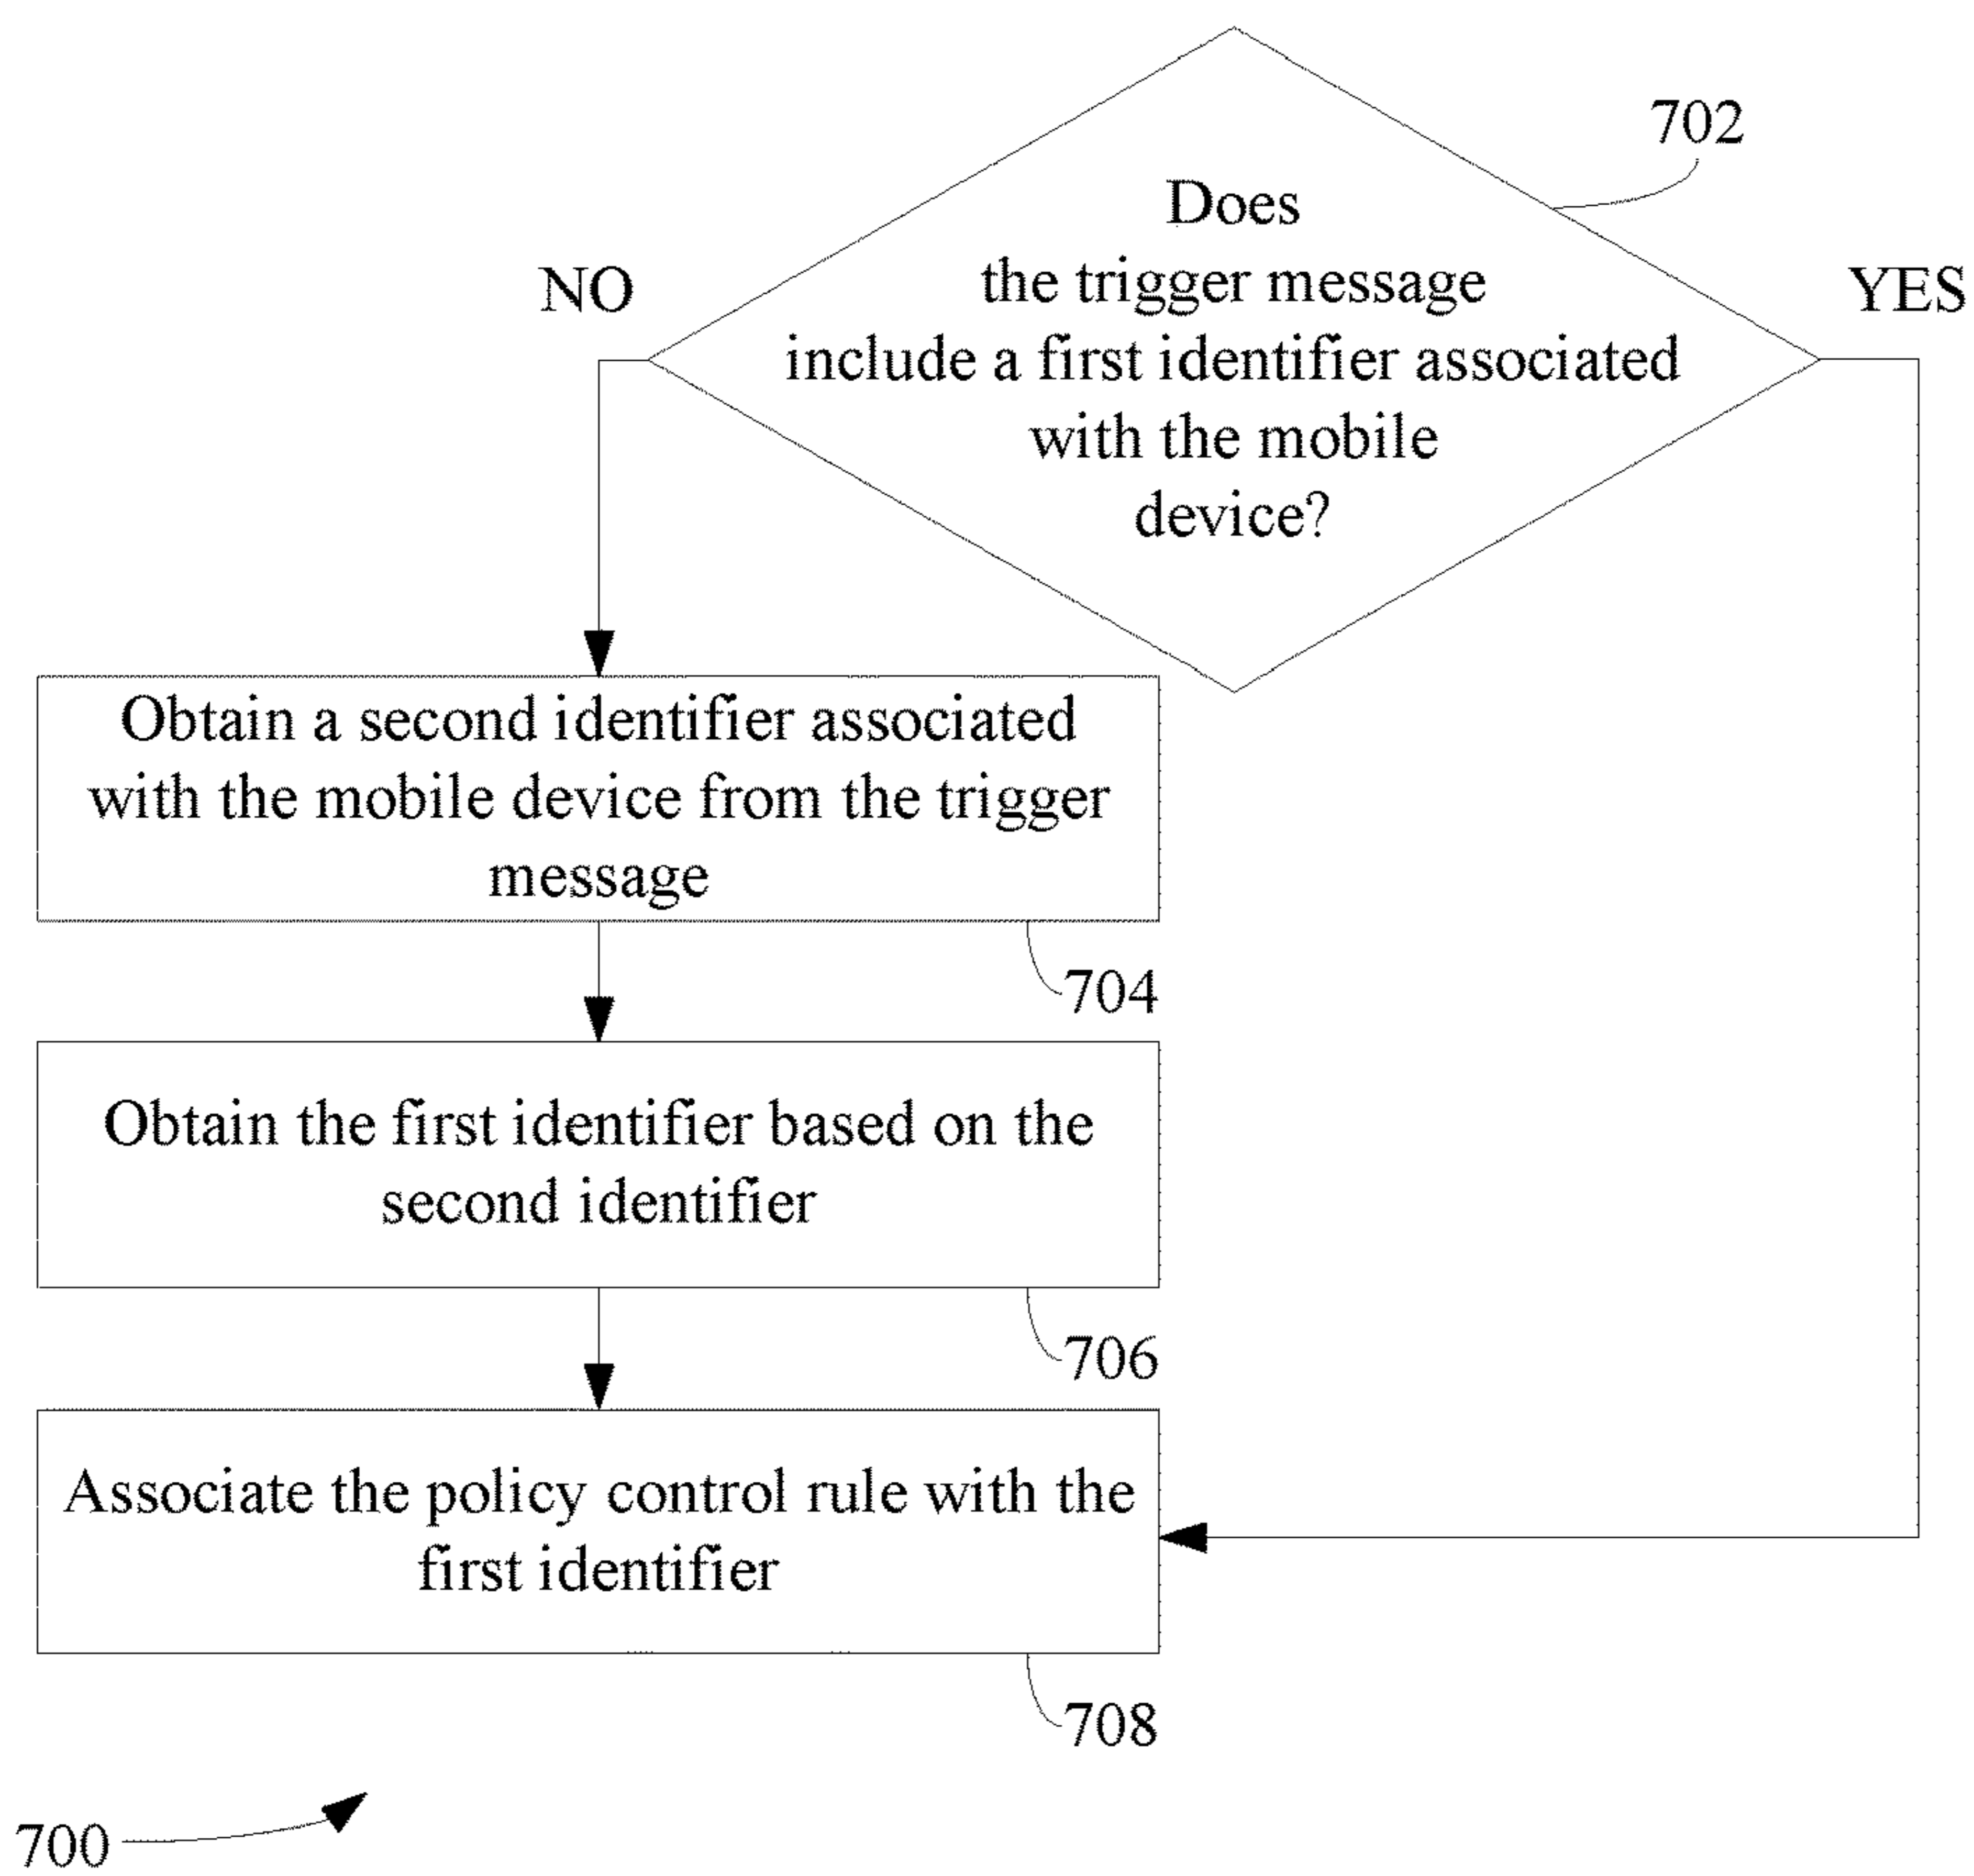 702
Does
the trigger message
include a first identifier associated
with the mobile
device?
NO
YES
Obtain a second identifier associated
with the mobile device from the trigger
message
704
Obtain the first identifier based on the
second identifier
706
Associate the policy control rule with the
first identifier
708
700